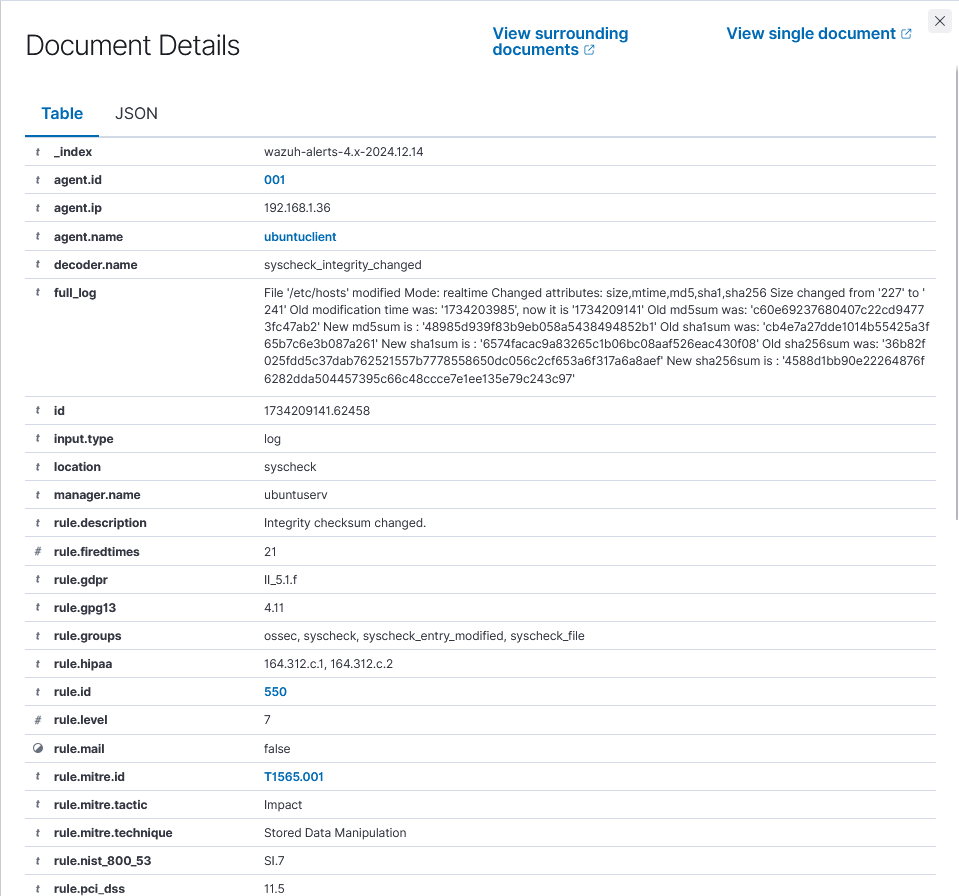 Document Details
View surrounding
documents
View single document
Table
JSON
t _index wazuh-alerts-4.x-2024.12.14
t agent.id 001
t agent.ip 192.168.1.36
t agent.name ubuntuclient
t decoder.name syscheck_integrity_changed
t full_log File '/etc/hosts' modified Mode: realtime Changed attributes: size,mtime,md5,sha1,sha256 Size changed from '227' to '
241' Old modification time was: '1734203985', now it is '1734209141' Old md5sum was: 'c60e69237680407c22cd9477
3fc47ab2' New md5sum is : '48985d939f83b9eb058a5438494852b1' Old sha1sum was: 'cb4e7a27dde1014b55425a3f
65b7c6e3b087a261' New sha1sum is : '6574facac9a83265c1b06bc08aaf526eac430f08' Old sha256sum was: '36b82f
025fdd5c37dab762521557b7778558650dc056c2cf653a6f317a6a8aef' New sha256sum is : '4588d1bb90e22264876f
6282dda504457395c66c48ccce7e1ee135e79c243c97'
t id 1734209141.62458
t input.type log
t location syscheck
t manager.name ubuntuserv
t rule.description Integrity checksum changed.
# rule.firedtimes 21
t rule.gdpr II_5.1.f
t rule.gpg13 4.11
t rule.groups ossec, syscheck, syscheck_entry_modified, syscheck_file
t rule.hipaa 164.312.c.1, 164.312.c.2
t rule.id 550
# rule.level 7
rule.mail false
t rule.mitre.id T1565.001
t rule.mitre.tactic Impact
t rule.mitre.technique Stored Data Manipulation
t rule.nist_800_53 SI.7
t rule.pci_dss 11.5